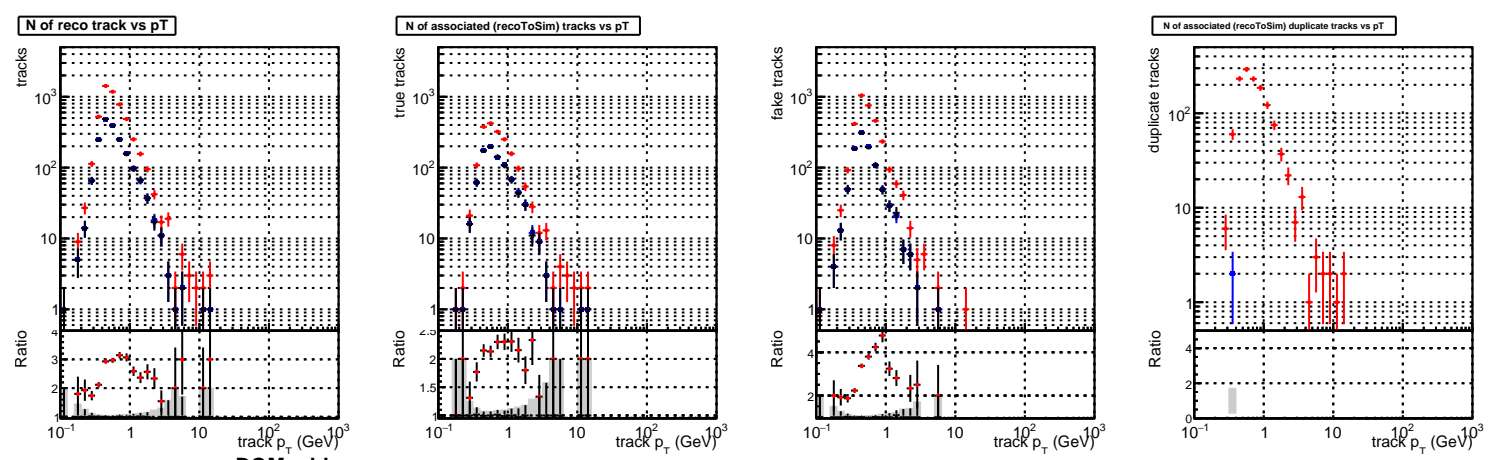 N of reco track vs pT
tracks
10³
10²
10
1
Ratio
4
3
2
1
10⁻¹ 1 10 10² 10³
track p_T (GeV)
N of associated (recoToSim) tracks vs pT
true tracks
10³
10²
10
1
Ratio
2.5
2
1.5
1
10⁻¹ 1 10 10² 10³
track p_T (GeV)
fake tracks
10³
10²
10
1
Ratio
4
2
10⁻¹ 1 10 10² 10³
track p_T (GeV)
N of associated (recoToSim) duplicate tracks vs pT
duplicate tracks
10²
10
1
Ratio
4
2
0
10⁻¹ 1 10 10² 10³
track p_T (GeV)